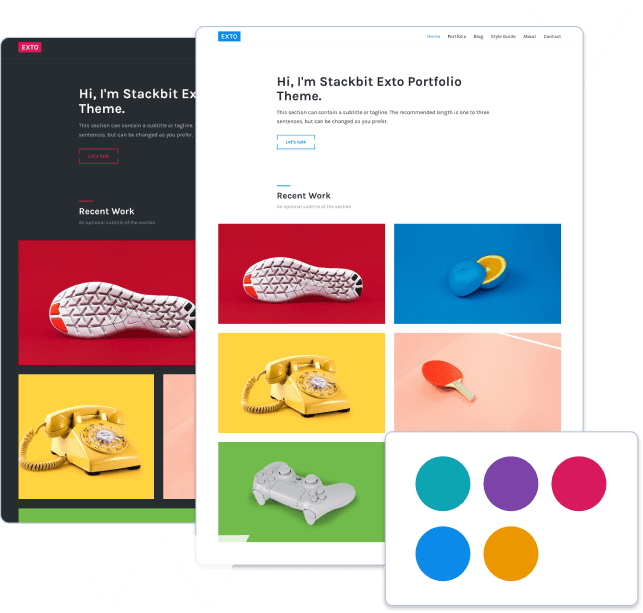 EXTO
Hi, I'm Stackbit Ex
Theme.
This section can contain a subtitle or tagline.
sentences, but can be changed as you prefer.
Let's talk
Recent Work
An optional subtitle of the section
EXTO
Home Portfolio Blog Style Guide About Contact
Hi, I'm Stackbit Exto Portfolio
Theme.
This section can contain a subtitle or tagline. The recommended length is one to three
sentences, but can be changed as you prefer.
Let's talk
Recent Work
An optional subtitle of the section